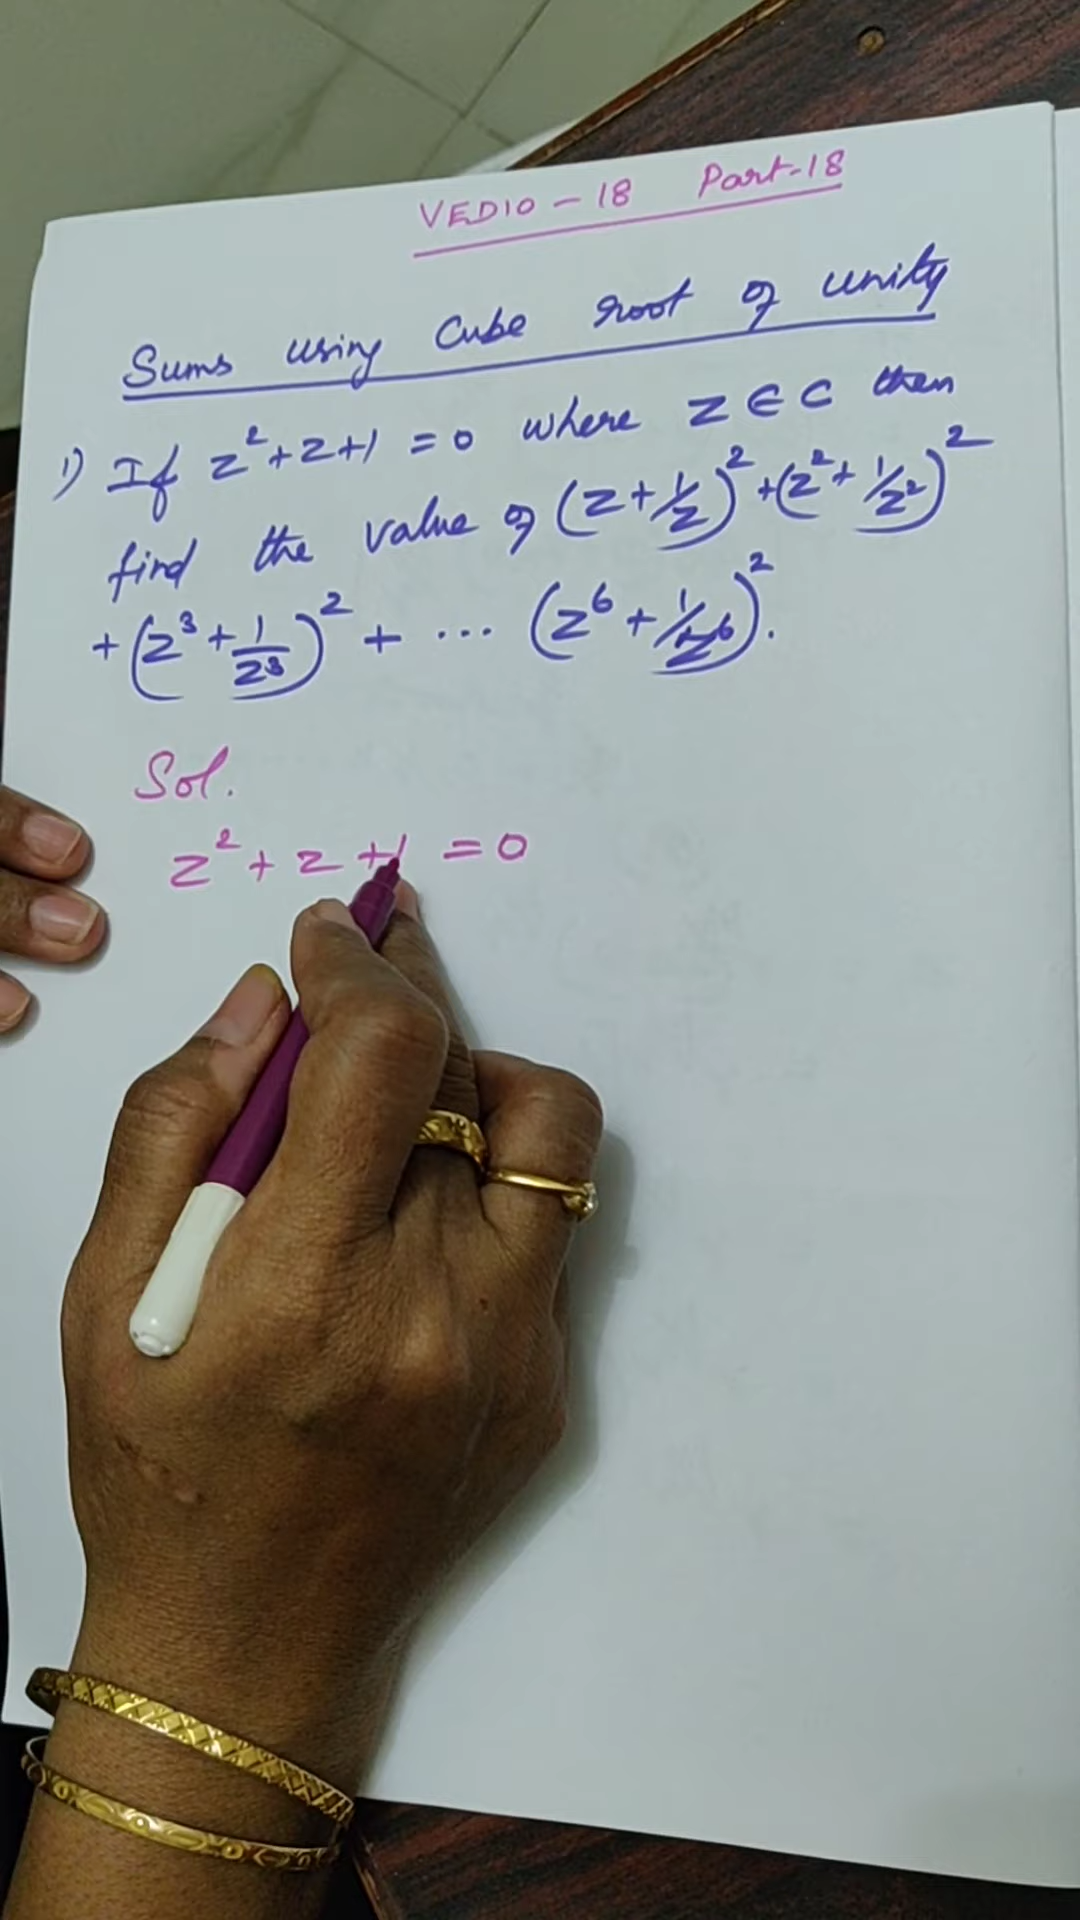 VEDIO - 18 Part-18
Sums using Cube root of unity
1) If z²+z+1 = 0 where z ∈ C then
find the value of (z+1/z)²+(z²+1/z²)²
+(z³+1/z³)² + ... (z⁶+1/z⁶)².
Sol.
z² + z + 1 = 0